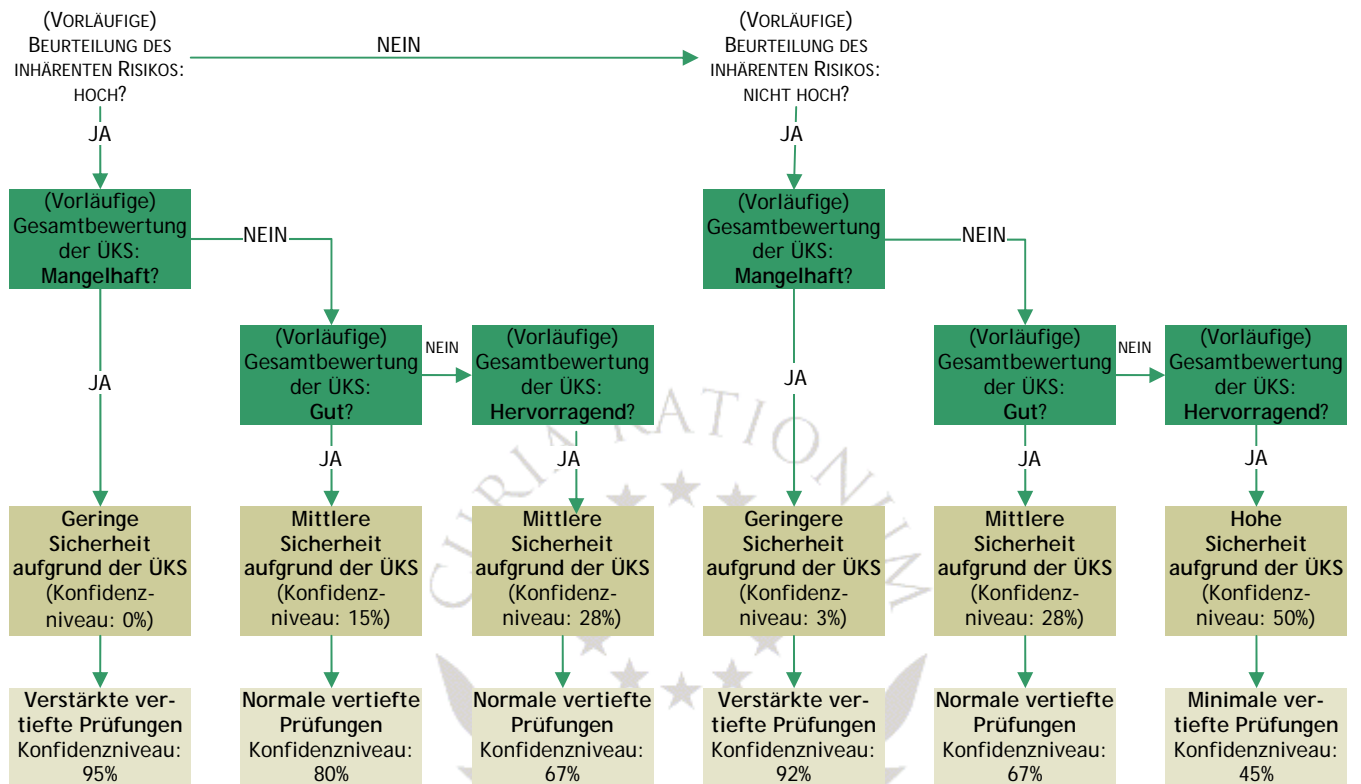 (VORLÄUFIGE)
BEURTEILUNG DES
INHÄRENTEN RISIKOS:
HOCH?
NEIN
(VORLÄUFIGE)
BEURTEILUNG DES
INHÄRENTEN RISIKOS:
NICHT HOCH?
JA
JA
(Vorläufige)
Gesamtbewertung
der ÜKS:
Mangelhaft?
NEIN
(Vorläufige)
Gesamtbewertung
der ÜKS:
Mangelhaft?
NEIN
JA
(Vorläufige)
Gesamtbewertung
der ÜKS:
Gut?
NEIN
(Vorläufige)
Gesamtbewertung
der ÜKS:
Hervorragend?
JA
(Vorläufige)
Gesamtbewertung
der ÜKS:
Gut?
NEIN
(Vorläufige)
Gesamtbewertung
der ÜKS:
Hervorragend?
JA
JA
JA
JA
CURIA RATIONUM
Geringe
Sicherheit
aufgrund der ÜKS
(Konfidenz-
niveau: 0%)
Mittlere
Sicherheit
aufgrund der ÜKS
(Konfidenz-
niveau: 15%)
Mittlere
Sicherheit
aufgrund der ÜKS
(Konfidenz-
niveau: 28%)
Geringere
Sicherheit
aufgrund der ÜKS
(Konfidenz-
niveau: 3%)
Mittlere
Sicherheit
aufgrund der ÜKS
(Konfidenz-
niveau: 28%)
Hohe
Sicherheit
aufgrund der ÜKS
(Konfidenz-
niveau: 50%)
Verstärkte ver-
tiefte Prüfungen
Konfidenzniveau:
95%
Normale vertiefte
Prüfungen
Konfidenzniveau:
80%
Normale vertiefte
Prüfungen
Konfidenzniveau:
67%
Verstärkte ver-
tiefte Prüfungen
Konfidenzniveau:
92%
Normale vertiefte
Prüfungen
Konfidenzniveau:
67%
Minimale ver-
tiefte Prüfungen
Konfidenzniveau:
45%